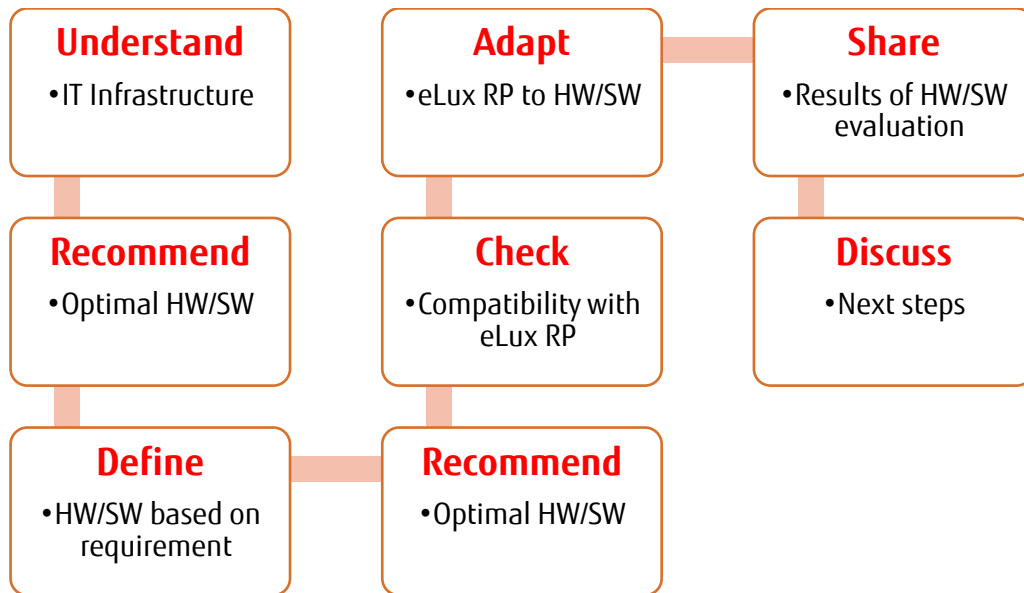 Understand
•IT Infrastructure
Recommend
•Optimal HW/SW
Define
•HW/SW based on
requirement
Recommend
•Optimal HW/SW
Check
•Compatibility with
eLux RP
Adapt
•eLux RP to HW/SW
Share
•Results of HW/SW
evaluation
Discuss
•Next steps